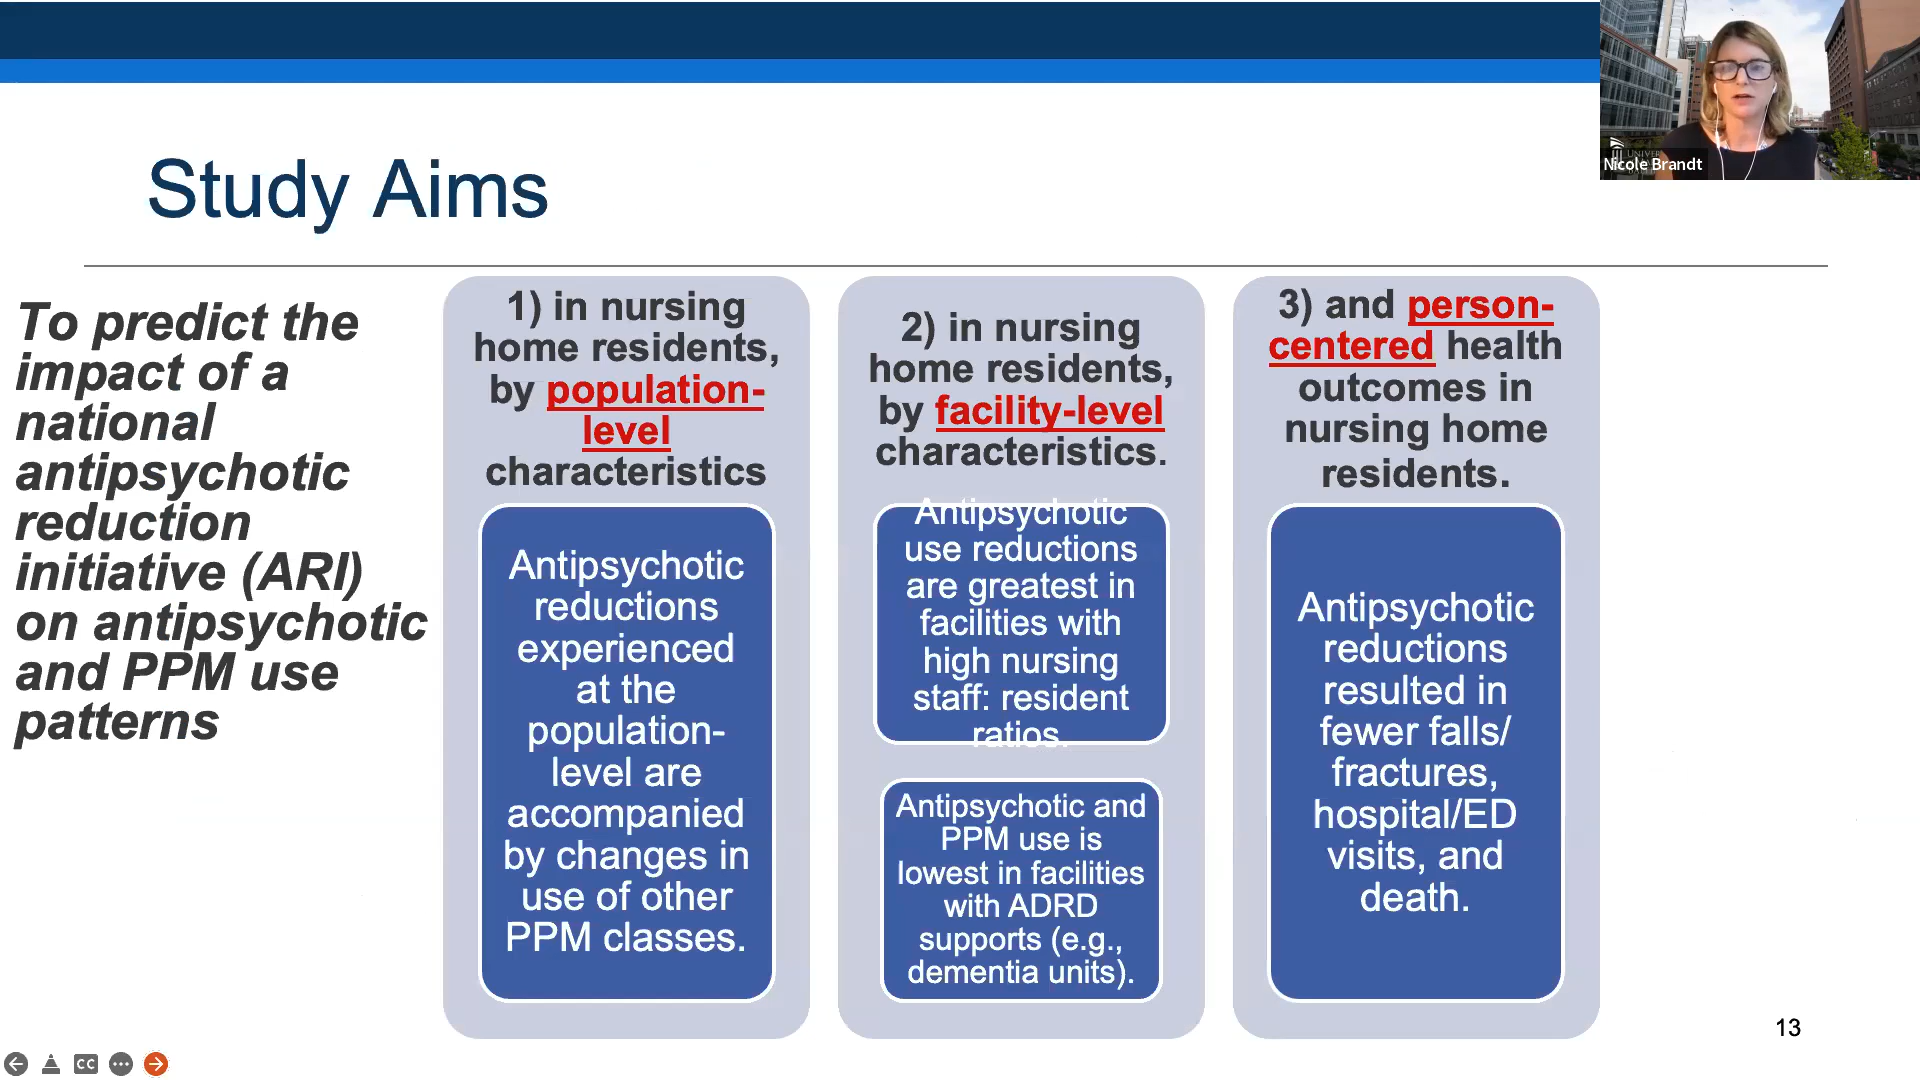 Study Aims
To predict the
impact of a
national
antipsychotic
reduction
initiative (ARI)
on antipsychotic
and PPM use
patterns
1) in nursing
home residents,
by population-
level
characteristics
Antipsychotic
reductions
experienced
at the
population-
level are
accompanied
by changes in
use of other
PPM classes.
2) in nursing
home residents,
by facility-level
characteristics.
Antipsychotic
use reductions
are greatest in
facilities with
high nursing
staff: resident
ratios.
Antipsychotic and
PPM use is
lowest in facilities
with ADRD
supports (e.g.,
dementia units).
3) and person-
centered health
outcomes in
nursing home
residents.
Antipsychotic
reductions
resulted in
fewer falls/
fractures,
hospital/ED
visits, and
death.
Nicole Brandt
13
CC